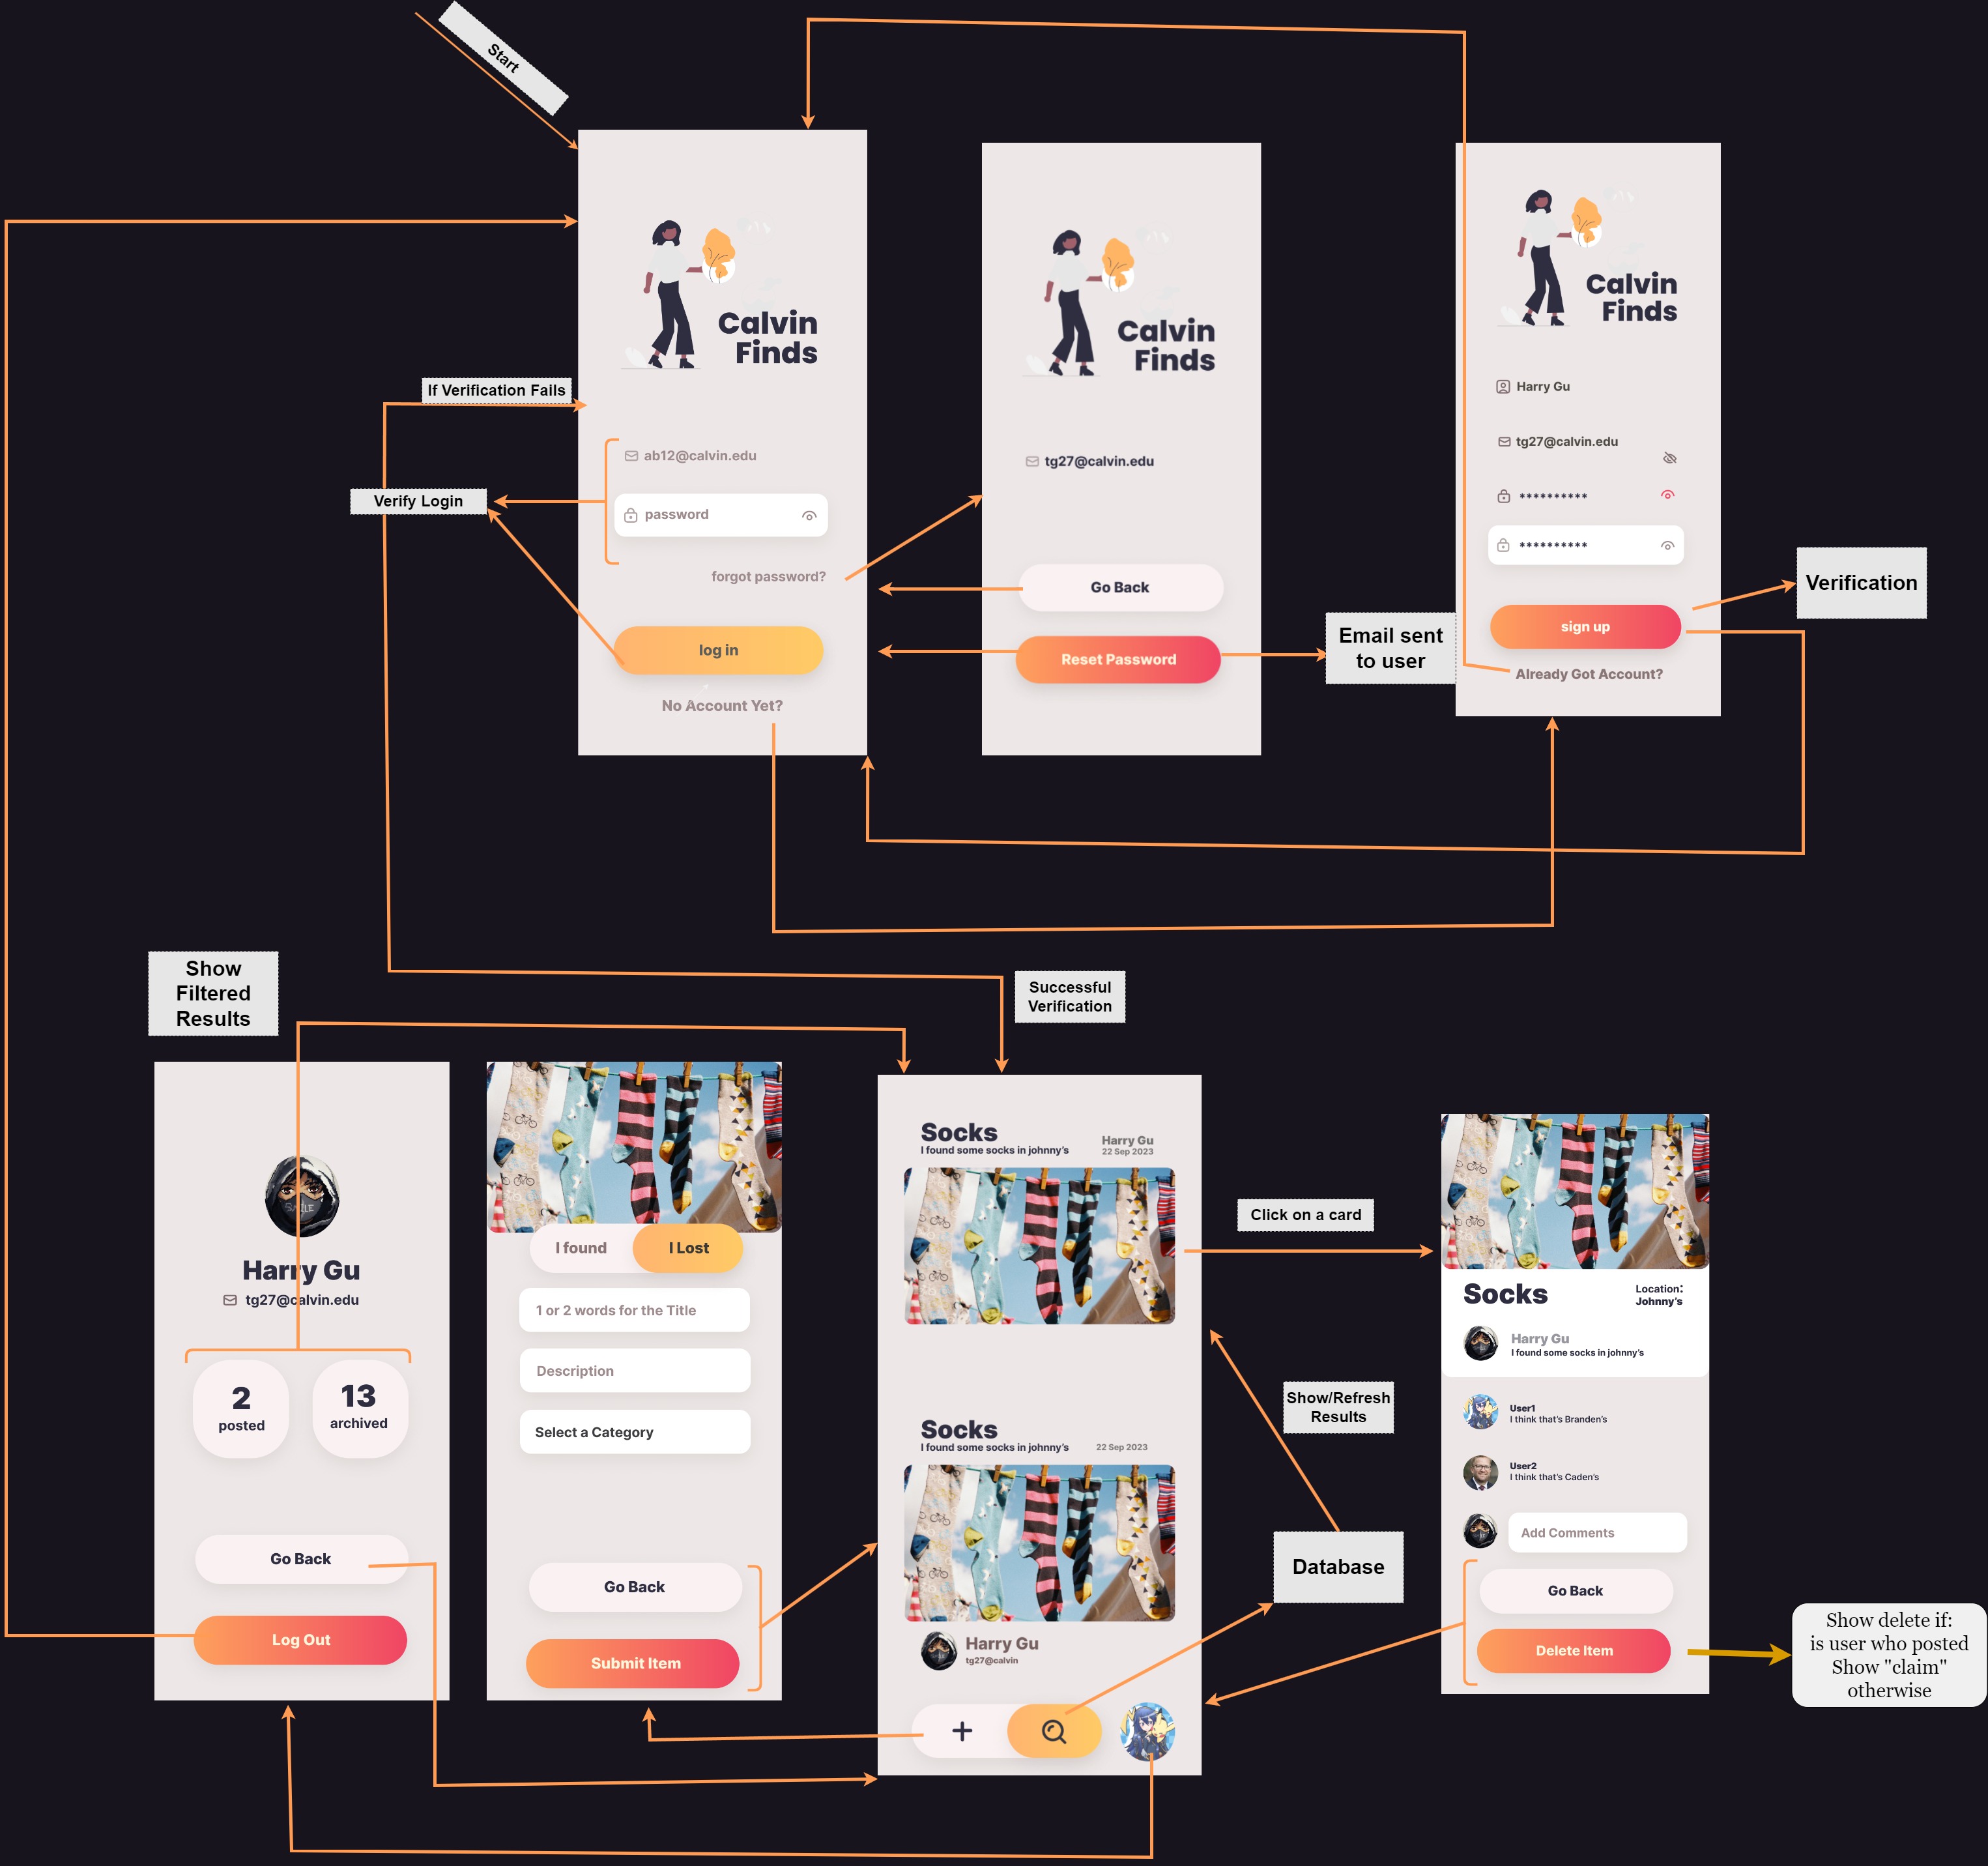 Start
Calvin
Finds
If Verification Fails
ab12@calvin.edu
Verify Login
password
forgot password?
log in
No Account Yet?
Calvin
Finds
tg27@calvin.edu
Go Back
Reset Password
Email sent
to user
Calvin
Finds
Harry Gu
tg27@calvin.edu
**********
**********
sign up
Already Got Account?
Verification
Show
Filtered
Results
Successful
Verification
SMILE
Harry Gu
tg27@calvin.edu
2
posted
13
archived
Go Back
Log Out
I found
I Lost
1 or 2 words for the Title
Description
Select a Category
Go Back
Submit Item
Socks
I found some socks in johnny's
Harry Gu
22 Sep 2023
Socks
I found some socks in johnny's
22 Sep 2023
Harry Gu
tg27@calvin
Click on a card
Show/Refresh
Results
Database
Socks
Location:
Johnny's
Harry Gu
I found some socks in johnny's
User1
I think that's Branden's
User2
I think that's Caden's
Add Comments
Go Back
Delete Item
Show delete if:
is user who posted
Show "claim"
otherwise